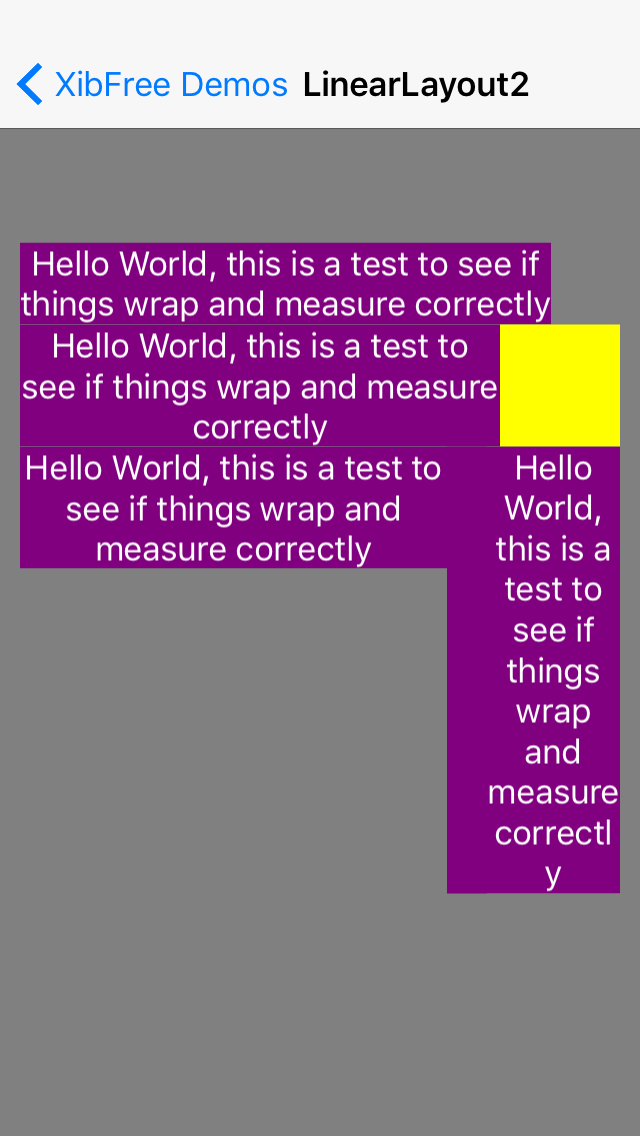 XibFree Demos LinearLayout2
Hello World, this is a test to see if
things wrap and measure correctly
Hello World, this is a test to
see if things wrap and measure
correctly
Hello World, this is a test to
see if things wrap and
measure correctly
Hello
World,
this is a
test to
see if
things
wrap
and
measure
correctl
y